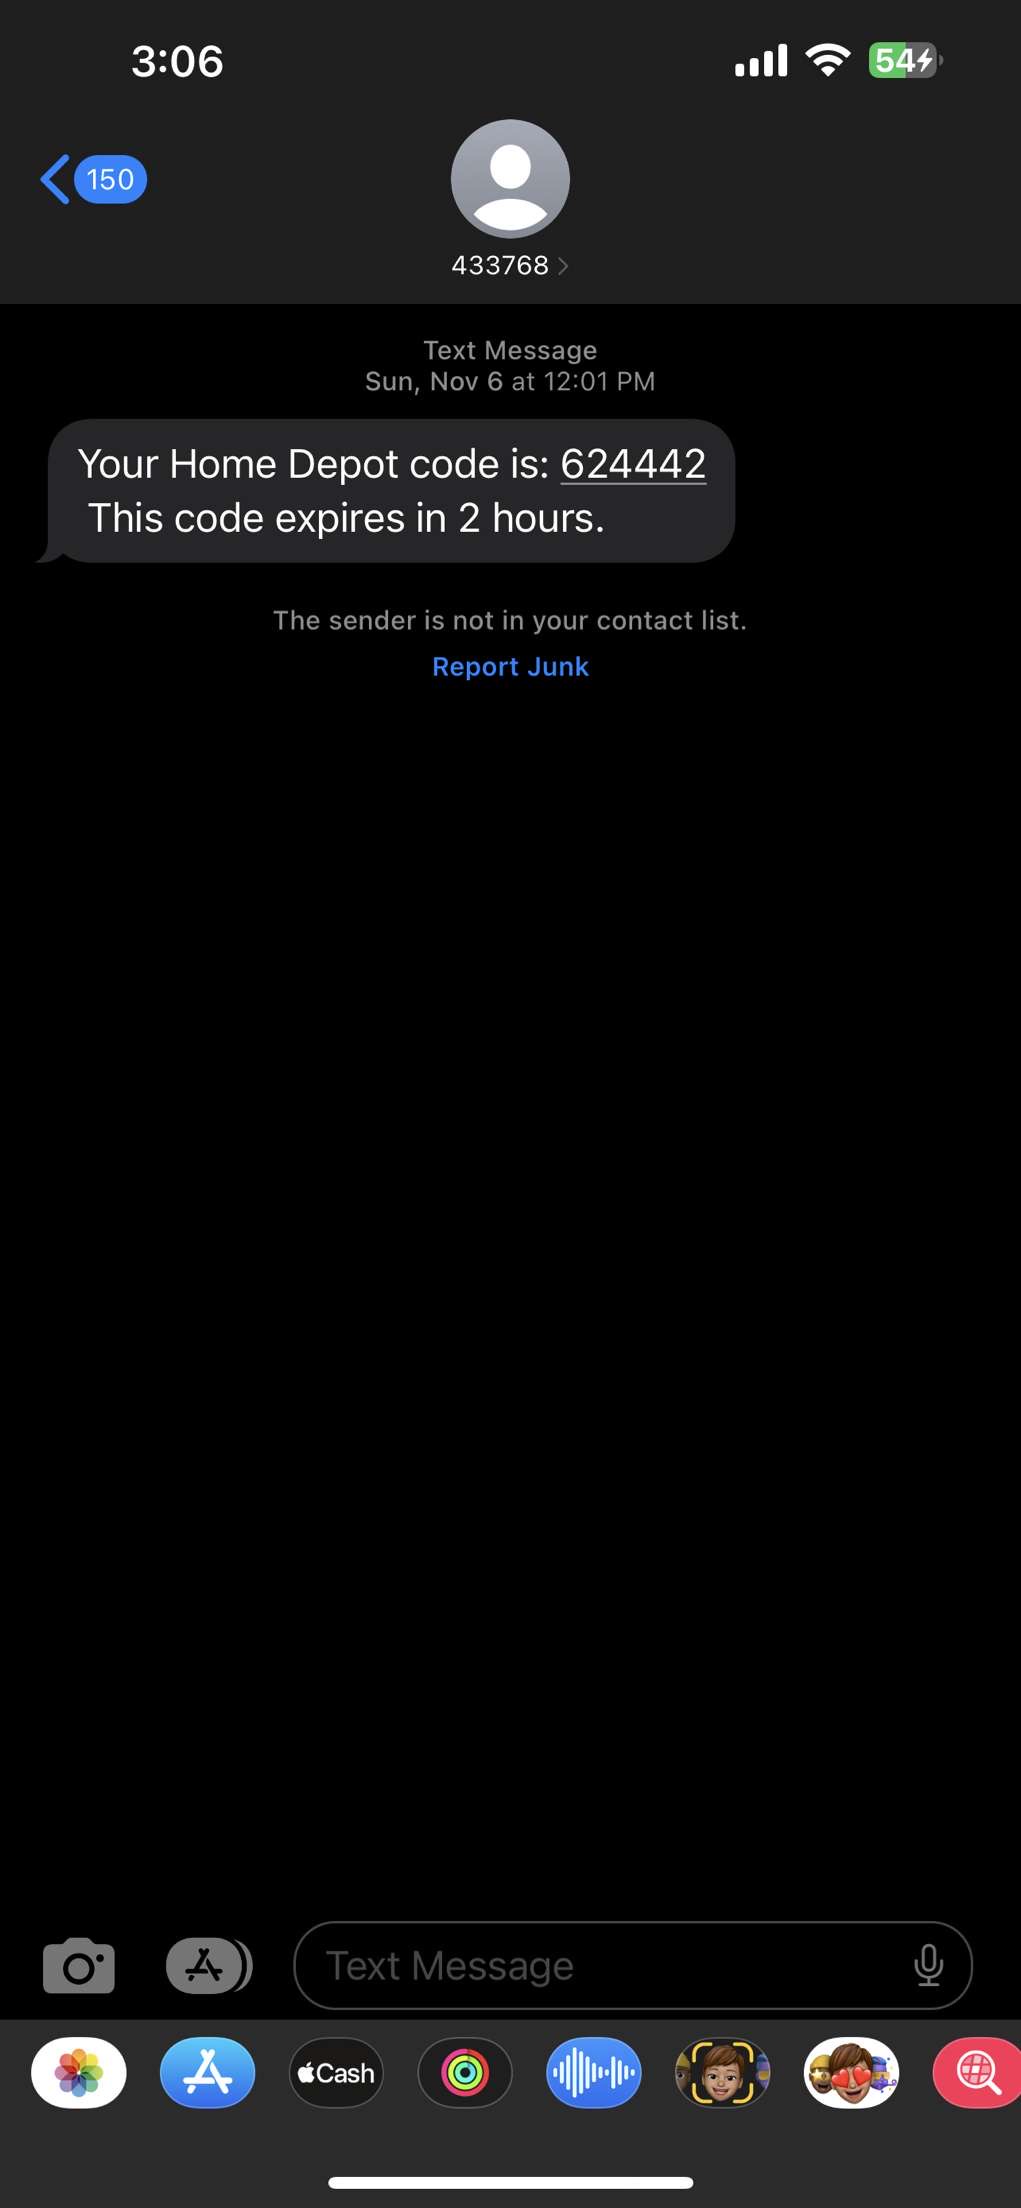 3:06
54
150
433768
Text Message
Sun, Nov 6 at 12:01 PM
Your Home Depot code is: 624442
This code expires in 2 hours.
The sender is not in your contact list.
Report Junk
Text Message
Cash